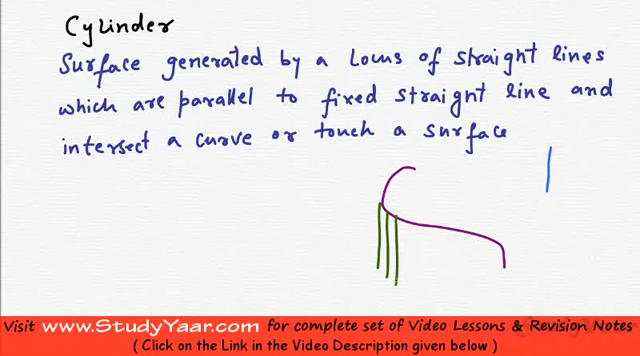 Cylinder
Surface generated by a Locus of straight lines
which are parallel to fixed straight line and
intersect a curve or touch a surface
Visit www.StudyYaar.com for complete set of Video Lessons & Revision Notes
( Click on the Link in the Video Description given below )